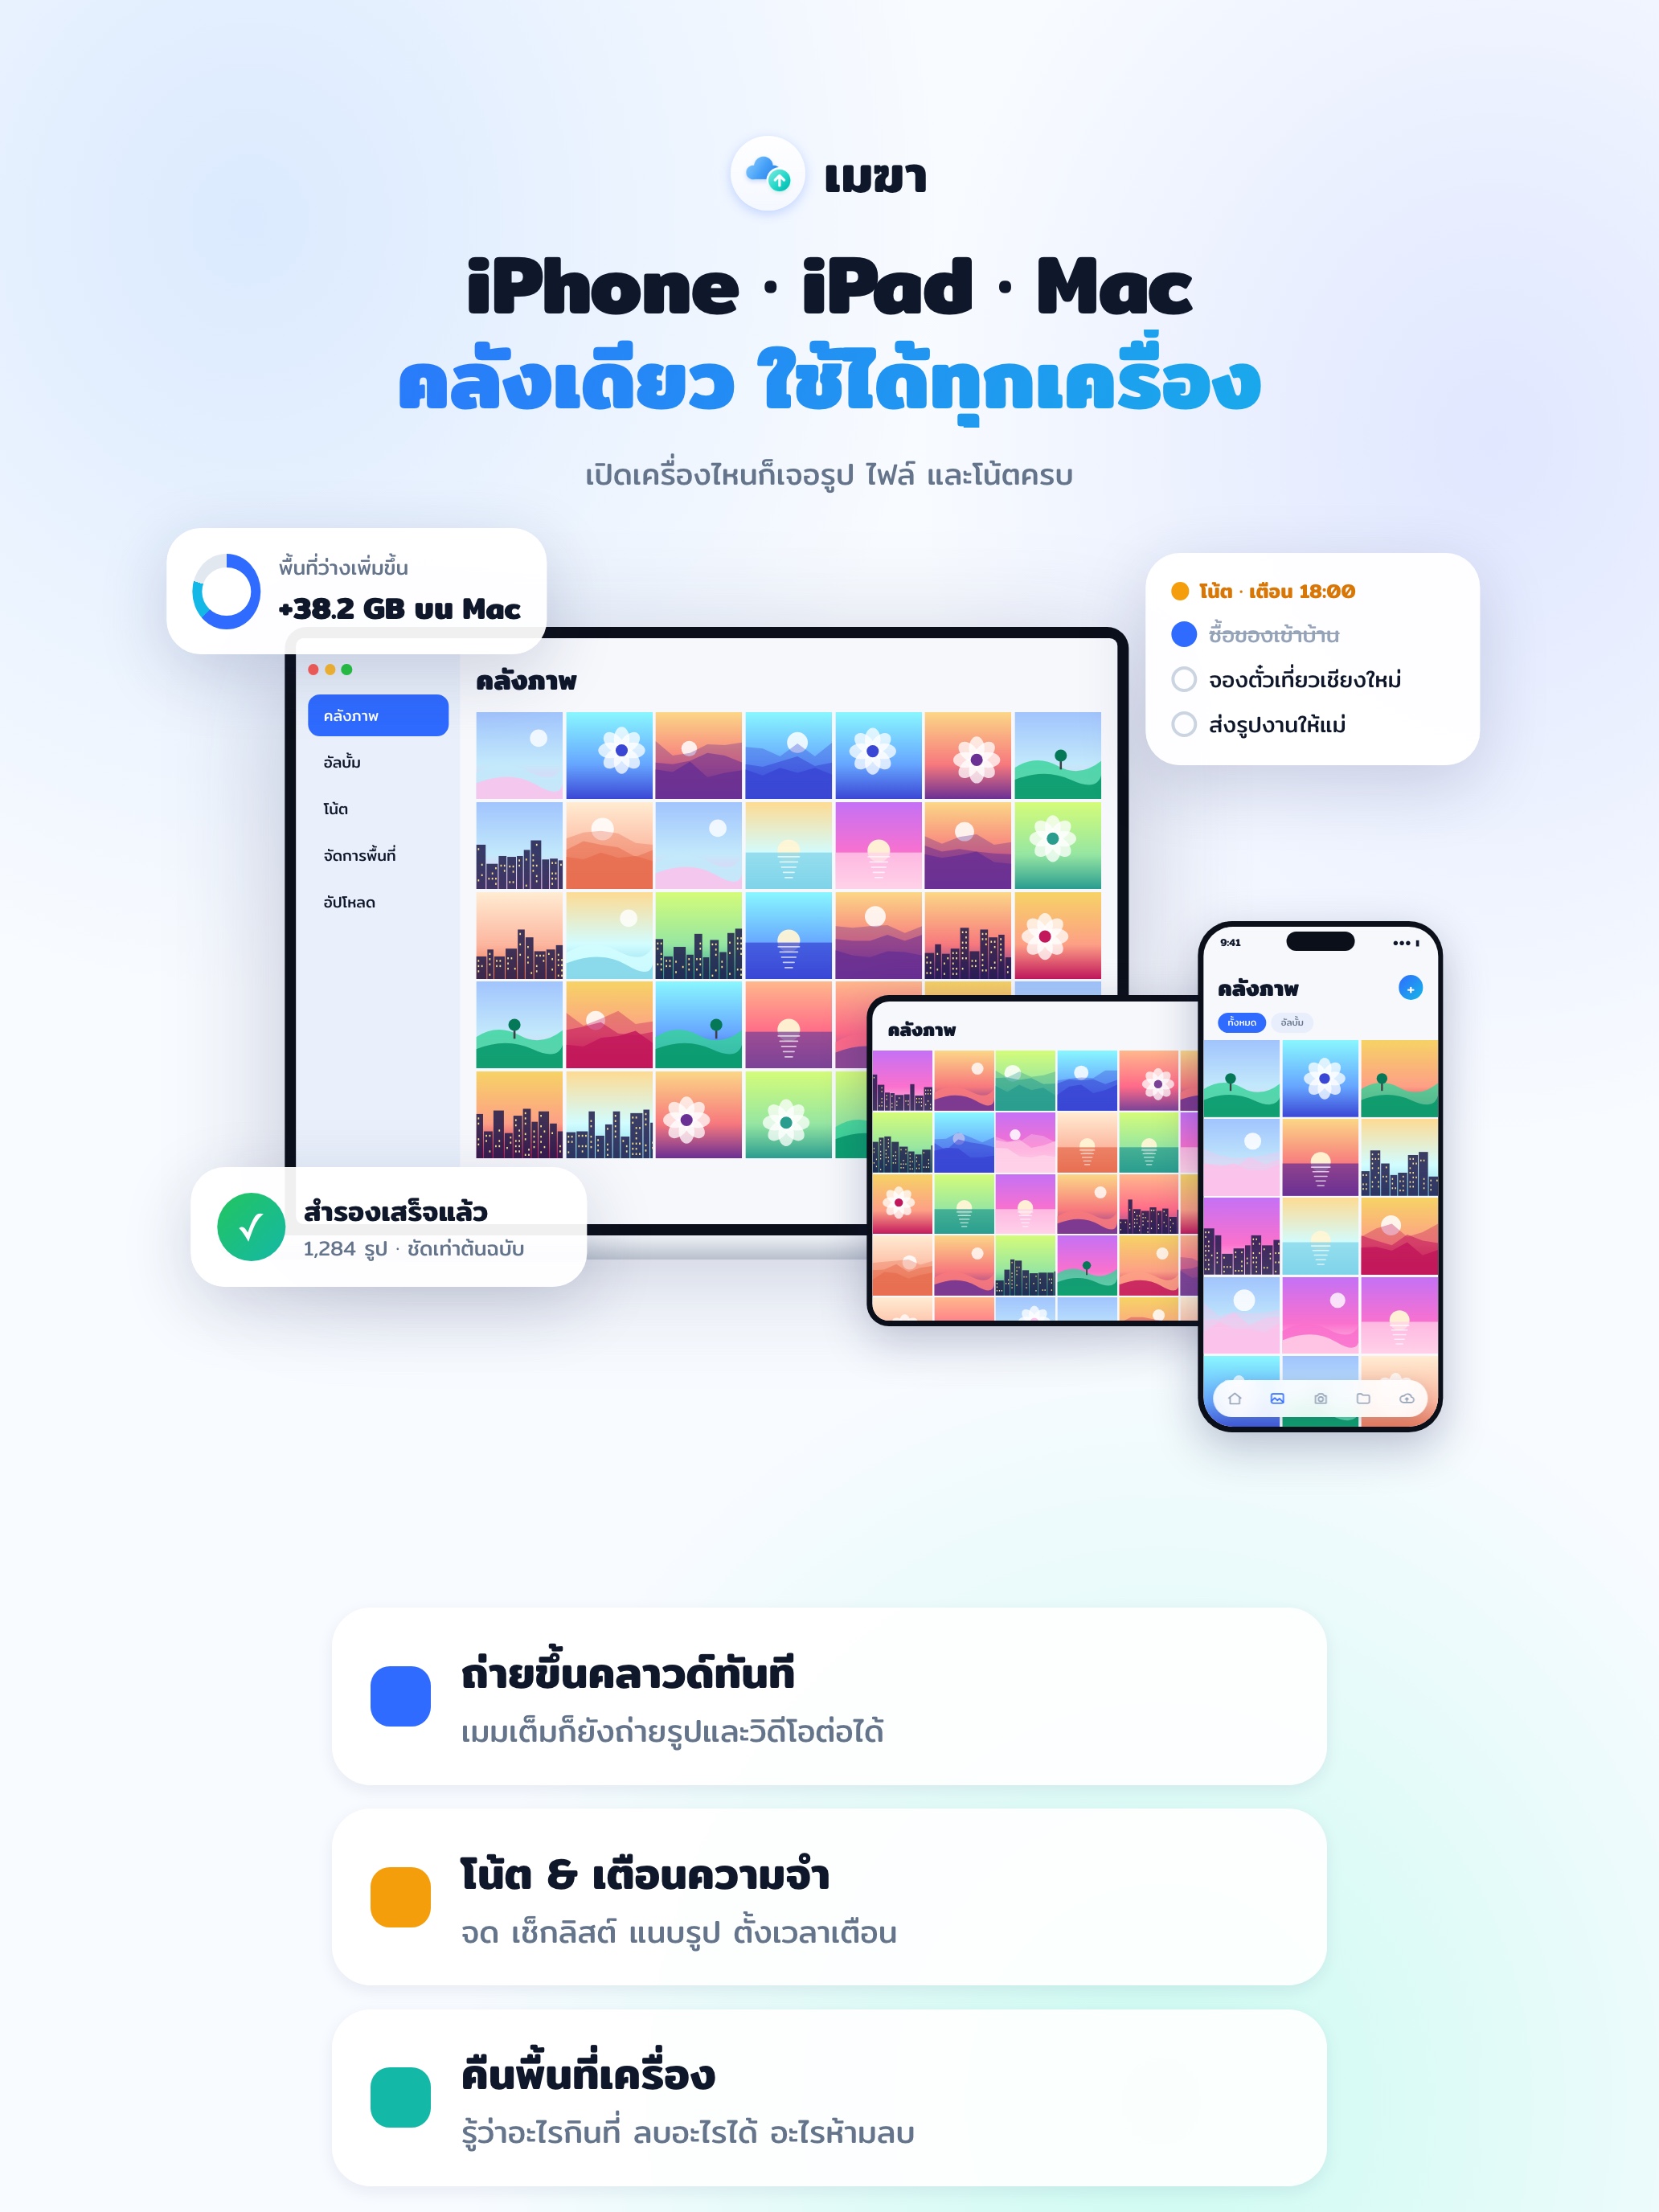 เมฆา
iPhone · iPad · Mac
คลังเดียว ใช้ได้ทุกเครื่อง
เปิดเครื่องไหนก็เจอรูป ไฟล์ และโน้ตครบ
พื้นที่ว่างเพิ่มขึ้น
+38.2 GB บน Mac
โน้ต · เตือน 18:00
ซื้อของเข้าบ้าน
จองตั๋วเที่ยวเชียงใหม่
ส่งรูปงานให้แม่
คลังภาพ
คลังภาพ
อัลบั้ม
โน้ต
จัดการพื้นที่
อัปโหลด
9:41
คลังภาพ
+
ทั้งหมด อัลบั้ม
คลังภาพ
สำรองเสร็จแล้ว
1,284 รูป · ชัดเท่าต้นฉบับ
ถ่ายขึ้นคลาวด์ทันที
เมมเต็มก็ยังถ่ายรูปและวิดีโอต่อได้
โน้ต & เตือนความจำ
จด เช็กลิสต์ แนบรูป ตั้งเวลาเตือน
คืนพื้นที่เครื่อง
รู้ว่าอะไรกินที่ ลบอะไรได้ อะไรห้ามลบ